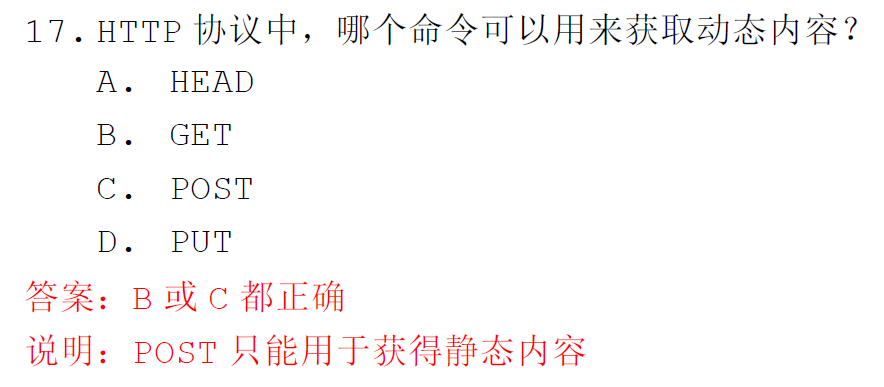 17.HTTP 协议中，哪个命令可以用来获取动态内容？
A. HEAD
B. GET
C. POST
D. PUT
答案：B 或 C 都正确
说明：POST 只能用于获得静态内容